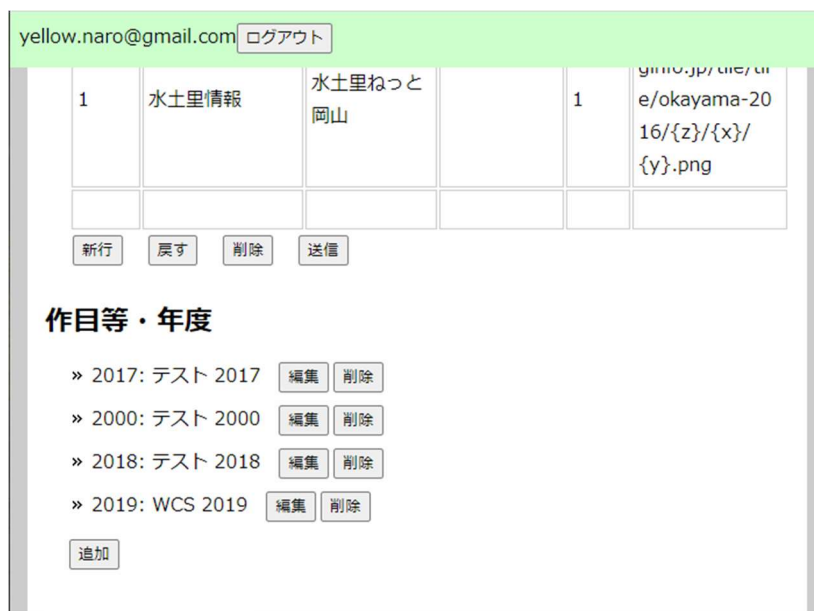 yellow.naro@gmail.com ログアウト
1 水土里情報 水土里ねっと岡山 1 ginfo.jp/tile/til
e/okayama-20
16/{z}/{x}/
{y}.png
新行 戻す 削除 送信
作目等・年度
» 2017: テスト 2017 編集 削除
» 2000: テスト 2000 編集 削除
» 2018: テスト 2018 編集 削除
» 2019: WCS 2019 編集 削除
追加